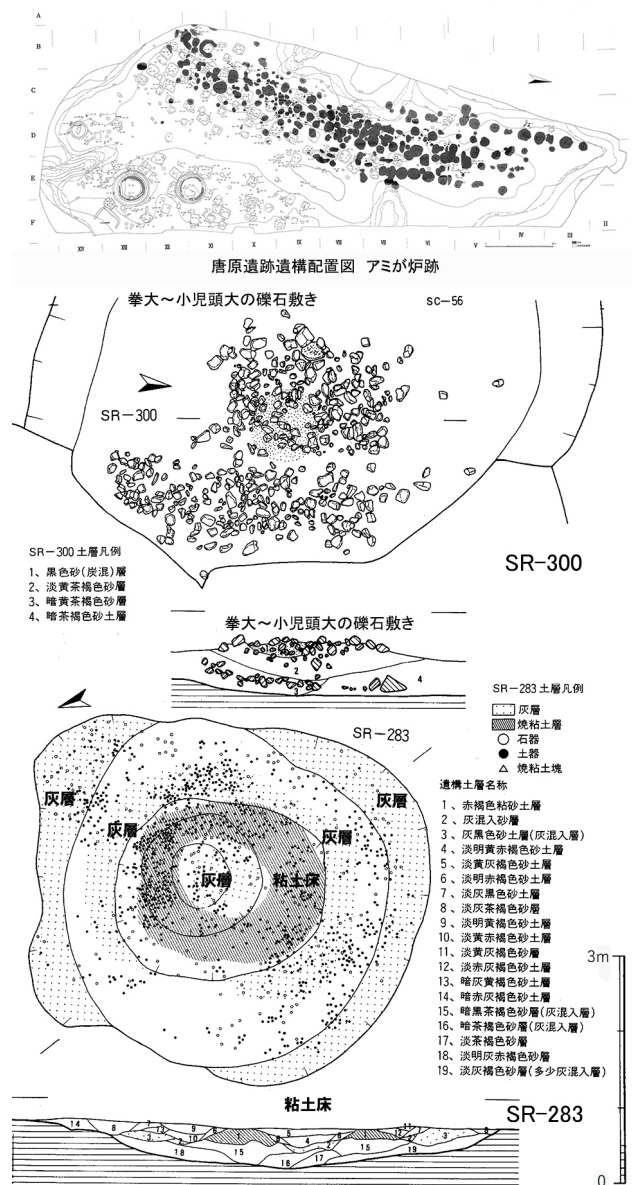 A
B
C
D
E
F
XIV XIII XII XI X IX VIII VII VI V IV III II
唐原遺跡遺構配置図 アミが炉跡
拳大～小児頭大の礫石敷き
SC-56
SR-300
SR-300 土層凡例
1、黒色砂(炭混)層
2、淡黄茶褐色砂層
3、暗黄茶褐色砂層
4、暗茶褐色砂土層
SR-300
拳大～小児頭大の礫石敷き
2
3
4
SR-283 土層凡例
灰層
焼粘土層
石器
土器
焼粘土塊
SR-283
灰層
灰層
灰層
灰層
灰層
粘土床
遺構土層名称
1、赤褐色粘砂土層
2、灰混入砂層
3、灰黒色砂土層(灰混入層)
4、淡明黄赤褐色砂土層
5、淡黄灰褐色砂土層
6、淡明赤褐色砂土層
7、淡灰黒色砂土層
8、淡灰茶褐色砂層
9、淡明黄褐色砂土層
10、淡黄赤褐色砂土層
11、淡黄灰褐色砂層
12、淡赤灰褐色砂土層
13、暗灰黄褐色砂土層
14、暗赤灰褐色砂土層
15、暗黒茶褐色砂層(灰混入層)
16、暗茶褐色砂層(灰混入層)
17、淡茶褐色砂層
18、淡明灰赤褐色砂層
19、淡灰褐色砂層(多少灰混入層)
3m
0
粘土床
SR-283
14 8 7 13 3 2 9 10 6 1 5 4 2 6 1 11 12 2 3 8
18 15 16 17 15 19